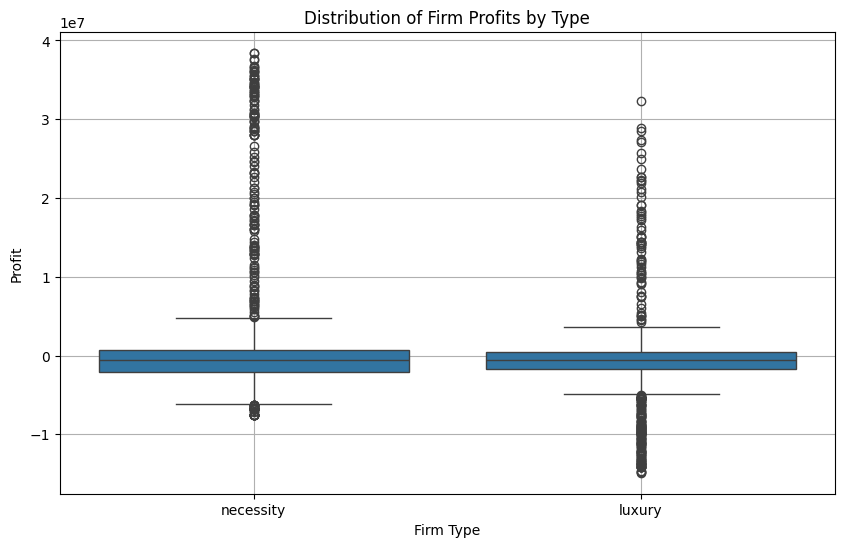 Distribution of Firm Profits by Type
1e7
4
3
2
1
0
−1
Profit
necessity
luxury
Firm Type